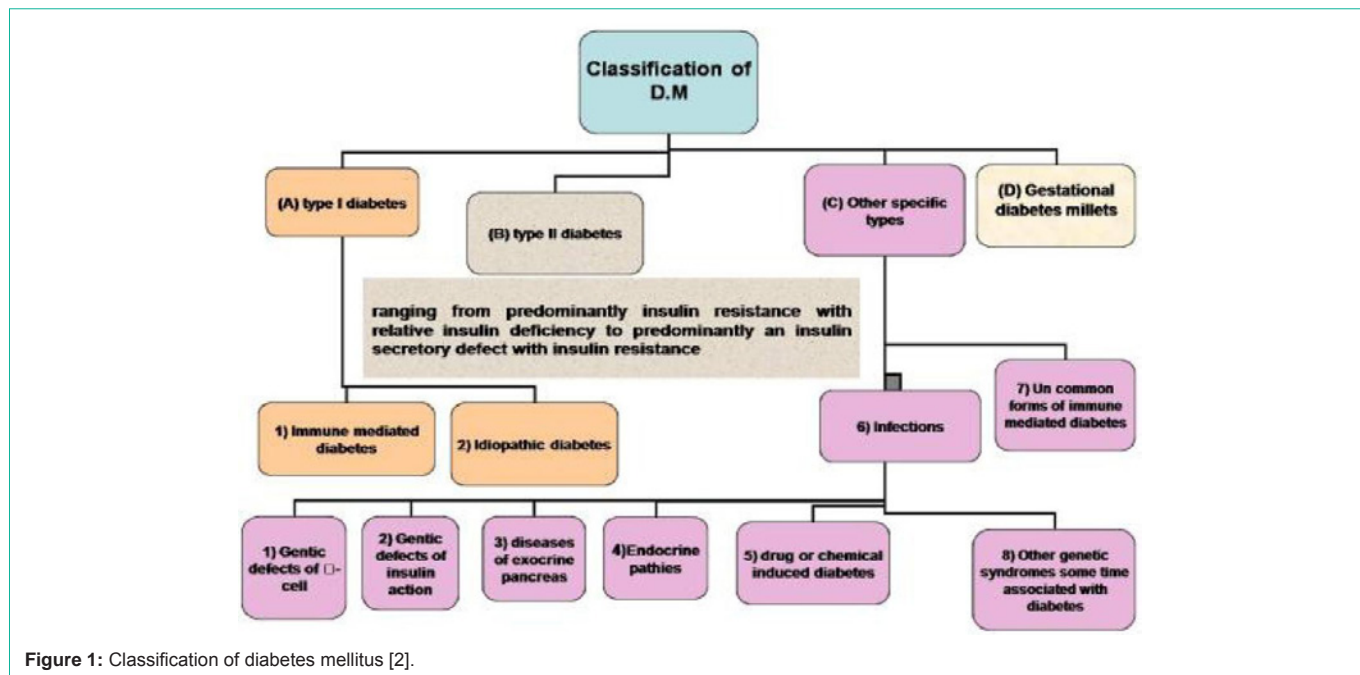 Classification of
D.M
(A) type I diabetes
(B) type II diabetes
(C) Other specific
types
(D) Gestational
diabetes millets
ranging from predominantly insulin resistance with
relative insulin deficiency to predominantly an insulin
secretory defect with insulin resistance
1) Immune mediated
diabetes
2) Idiopathic diabetes
6) Infections
7) Un common
forms of immune
mediated diabetes
1) Gentic
defects of □-
cell
2) Gentic
defects of
insulin
action
3) diseases
of exocrine
pancreas
4)Endocrine
pathies
5) drug or chemical
induced diabetes
8) Other genetic
syndromes some time
associated with
diabetes
Figure 1: Classification of diabetes mellitus [2].